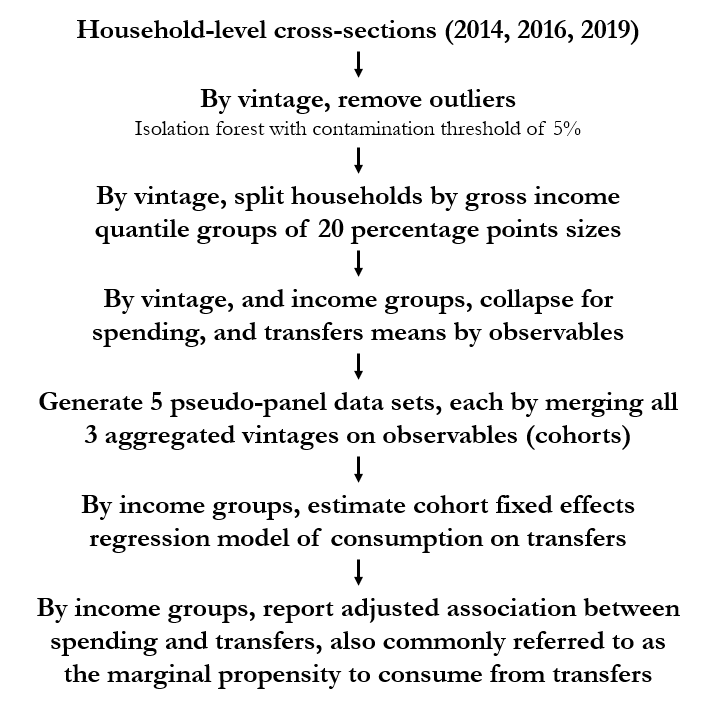 Household-level cross-sections (2014, 2016, 2019)
By vintage, remove outliers
Isolation forest with contamination threshold of 5%
By vintage, split households by gross income
quantile groups of 20 percentage points sizes
By vintage, and income groups, collapse for
spending, and transfers means by observables
Generate 5 pseudo-panel data sets, each by merging all
3 aggregated vintages on observables (cohorts)
By income groups, estimate cohort fixed effects
regression model of consumption on transfers
By income groups, report adjusted association between
spending and transfers, also commonly referred to as
the marginal propensity to consume from transfers